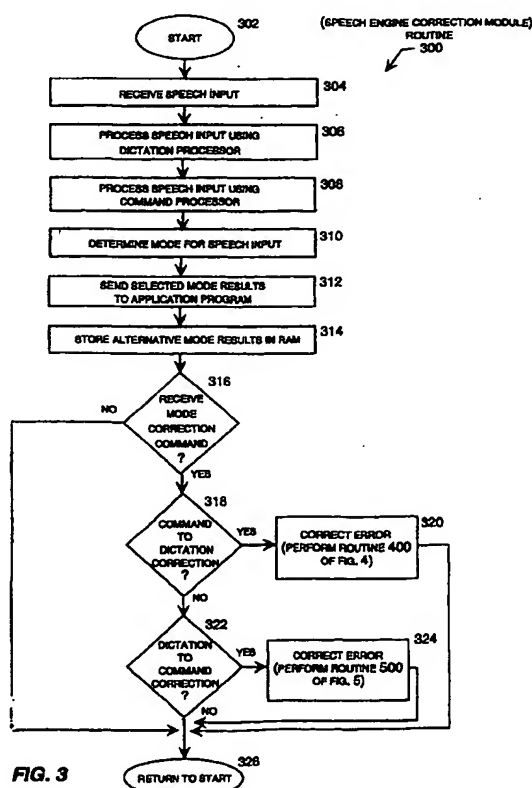 302
START
(SPEECH ENGINE CORRECTION MODULE)
ROUTINE
300
304
RECEIVE SPEECH INPUT
306
PROCESS SPEECH INPUT USING
DICTATION PROCESSOR
308
PROCESS SPEECH INPUT USING
COMMAND PROCESSOR
310
DETERMINE MODE FOR SPEECH INPUT
312
SEND SELECTED MODE RESULTS
TO APPLICATION PROGRAM
314
STORE ALTERNATIVE MODE RESULTS IN RAM
316
NO
RECEIVE
MODE
CORRECTION
COMMAND
?
YES
318
COMMAND
TO
DICTATION
CORRECTION
?
YES
320
CORRECT ERROR
(PERFORM ROUTINE 400
OF FIG. 4)
NO
322
DICTATION
TO
COMMAND
CORRECTION
?
YES
324
CORRECT ERROR
(PERFORM ROUTINE 500
OF FIG. 5)
NO
326
RETURN TO START
FIG. 3